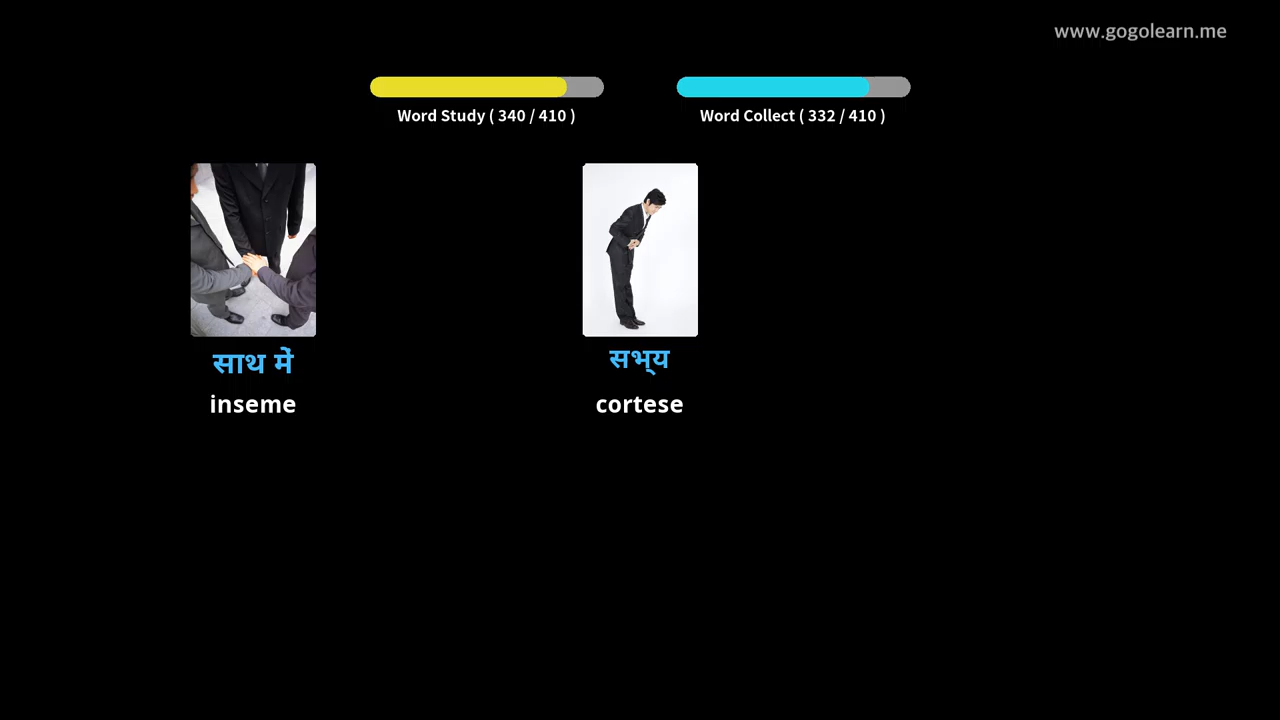 www.gogolearn.me
Word Study ( 340 / 410 )
Word Collect ( 332 / 410 )
साथ में
inseme
सभ्य
cortese